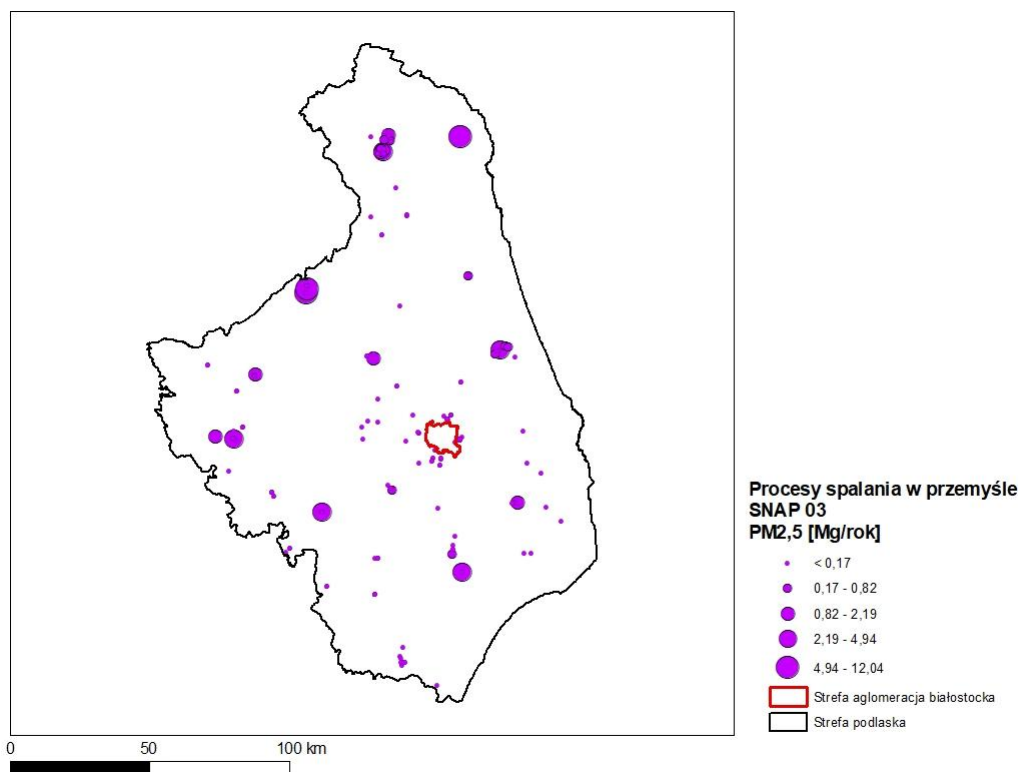 Procesy spalania w przemyśle
SNAP 03
PM2,5 [Mg/rok]
< 0,17
0,17 - 0,82
0,82 - 2,19
2,19 - 4,94
4,94 - 12,04
Strefa aglomeracja białostocka
Strefa podlaska
0 50 100 km